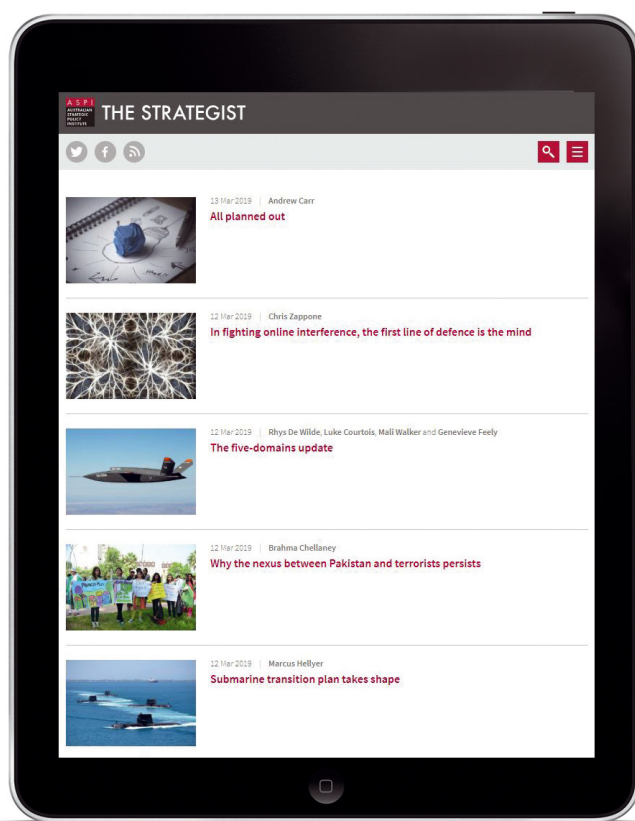 ASPI
AUSTRALIAN
STRATEGIC
POLICY
INSTITUTE
THE STRATEGIST
13 Mar 2019 | Andrew Carr
All planned out
12 Mar 2019 | Chris Zappone
In fighting online interference, the first line of defence is the mind
12 Mar 2019 | Rhys De Wilde, Luke Courtois, Mali Walker and Genevieve Feely
The five-domains update
12 Mar 2019 | Brahma Chellaney
Why the nexus between Pakistan and terrorists persists
12 Mar 2019 | Marcus Hellyer
Submarine transition plan takes shape